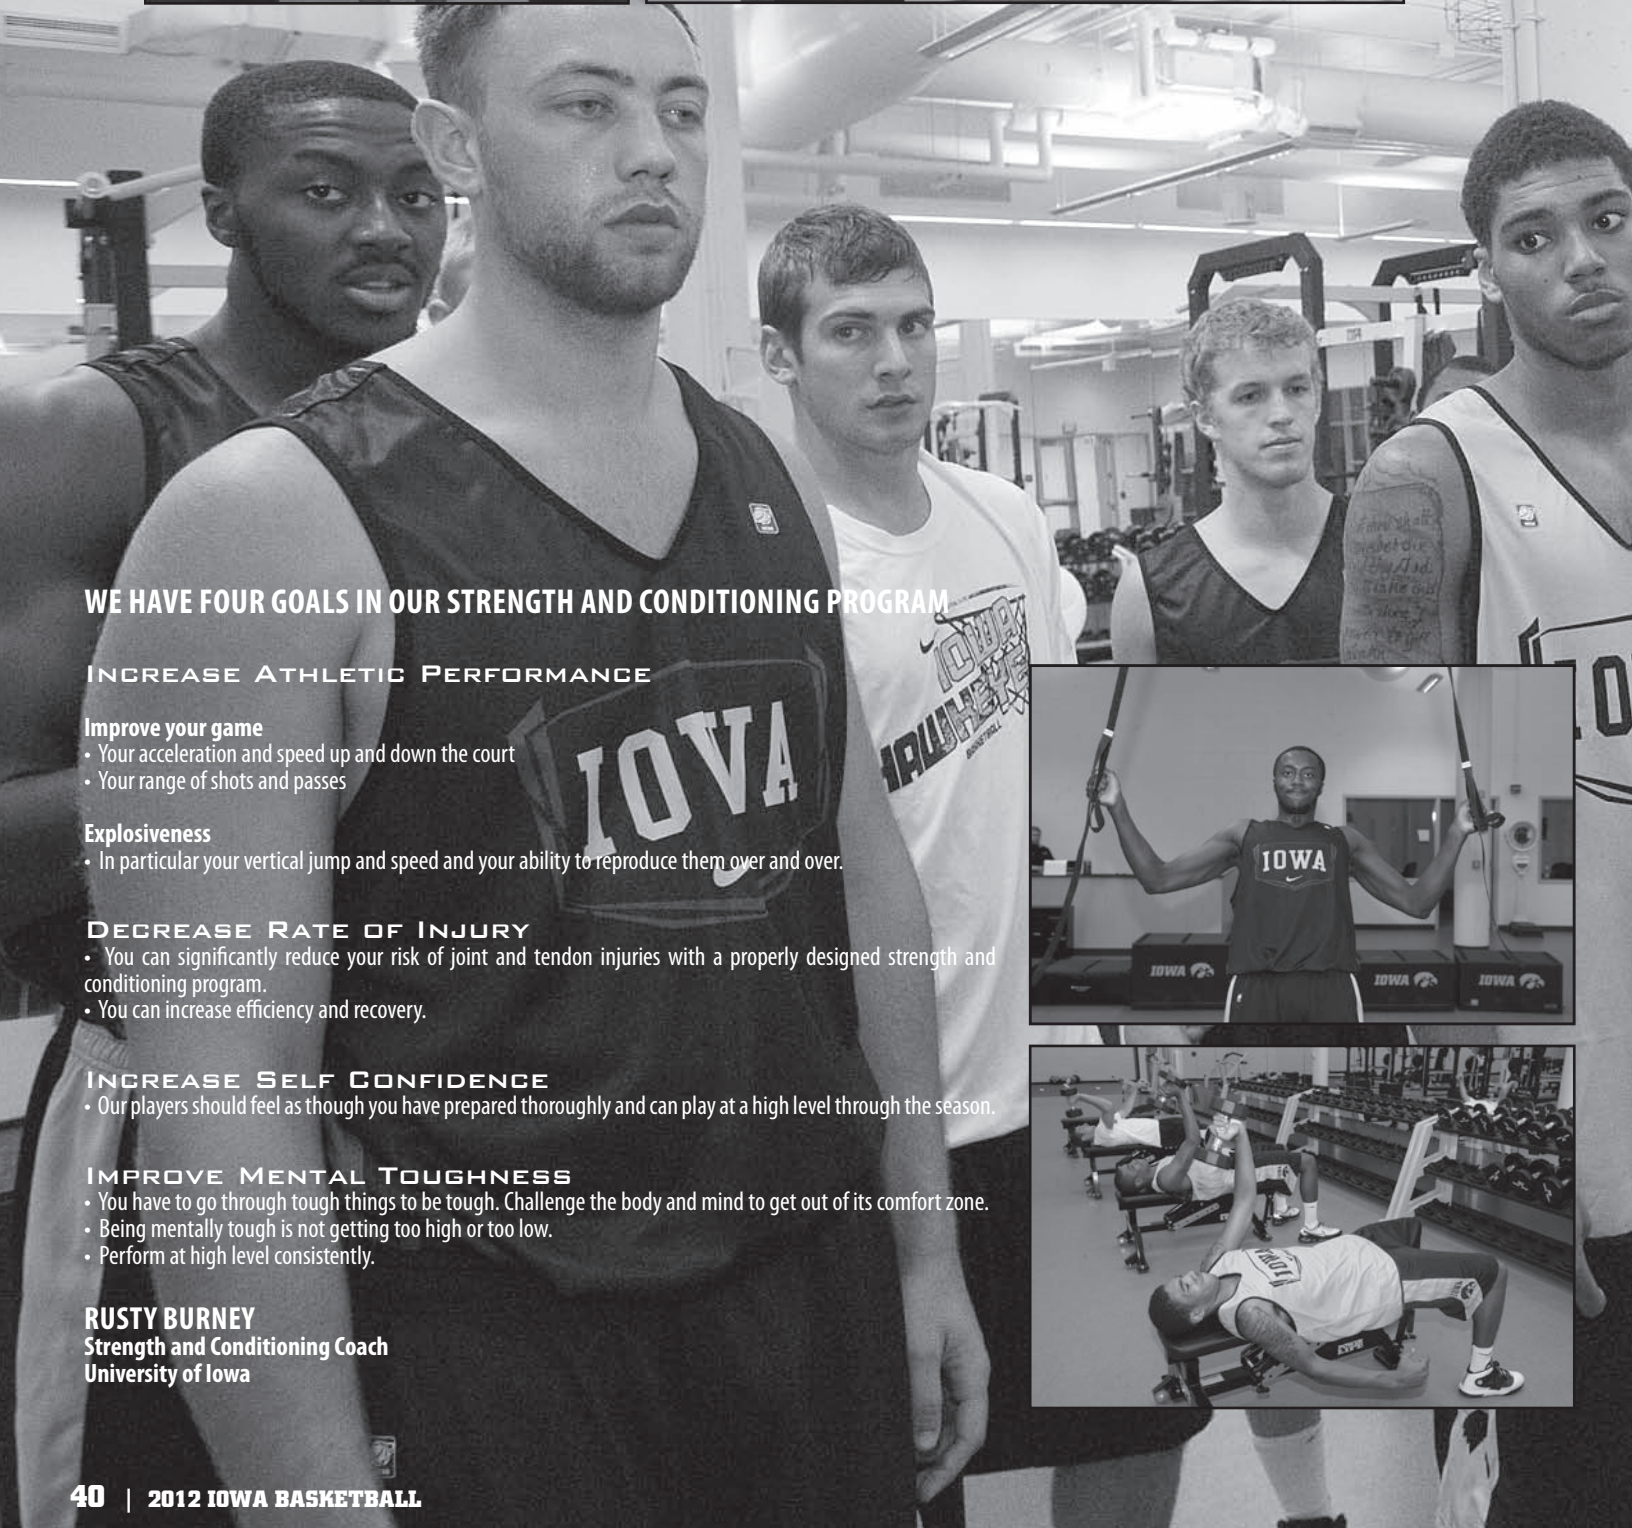 WE HAVE FOUR GOALS IN OUR STRENGTH AND CONDITIONING PROGRAM
INCREASE ATHLETIC PERFORMANCE
Improve your game
• Your acceleration and speed up and down the court
• Your range of shots and passes
Explosiveness
• In particular your vertical jump and speed and your ability to reproduce them over and over.
DECREASE RATE OF INJURY
• You can significantly reduce your risk of joint and tendon injuries with a properly designed strength and
conditioning program.
• You can increase efficiency and recovery.
INCREASE SELF CONFIDENCE
• Our players should feel as though you have prepared thoroughly and can play at a high level through the season.
IMPROVE MENTAL TOUGHNESS
• You have to go through tough things to be tough. Challenge the body and mind to get out of its comfort zone.
• Being mentally tough is not getting too high or too low.
• Perform at high level consistently.
RUSTY BURNEY
Strength and Conditioning Coach
University of Iowa
40 | 2012 IOWA BASKETBALL
IOWA
IOWA
HAWKEYE
BASKETBALL
IOWA
IOWA
IOWA
IOWA
IOWA